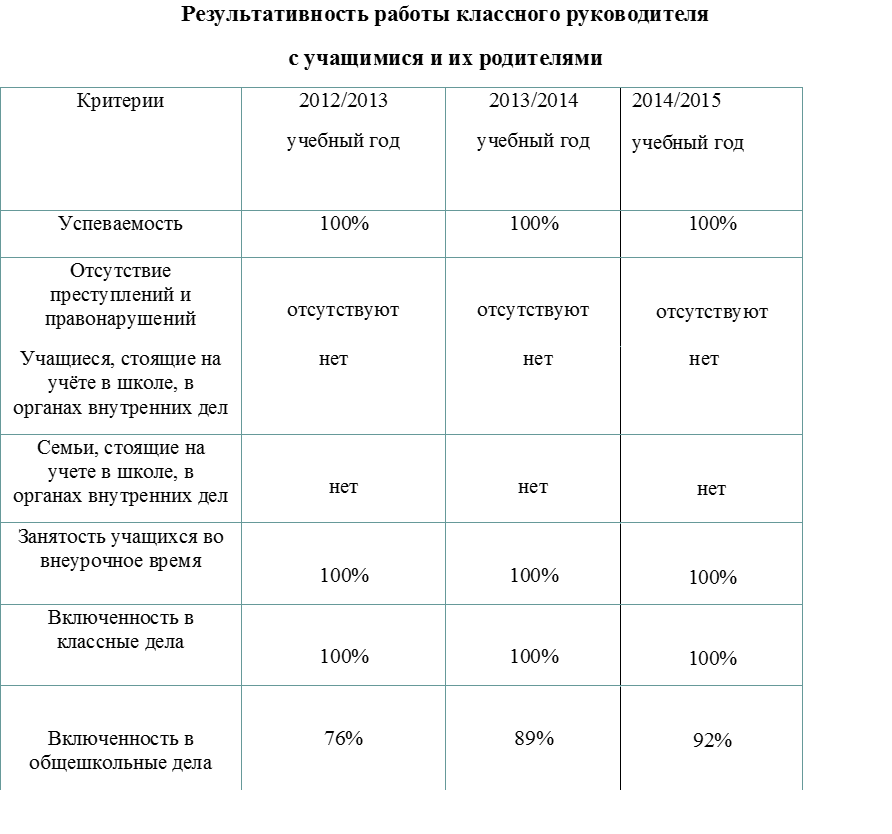 Результативность работы классного руководителя
с учащимися и их родителями
Критерии
2012/2013
учебный год
2013/2014
учебный год
2014/2015
учебный год
Успеваемость
100%
100%
100%
Отсутствие
преступлений и
правонарушений
отсутствуют
отсутствуют
отсутствуют
Учащиеся, стоящие на
учёте в школе, в
органах внутренних дел
нет
нет
нет
Семьи, стоящие на
учете в школе, в
органах внутренних дел
нет
нет
нет
Занятость учащихся во
внеурочное время
100%
100%
100%
Включенность в
классные дела
100%
100%
100%
Включенность в
общешкольные дела
76%
89%
92%